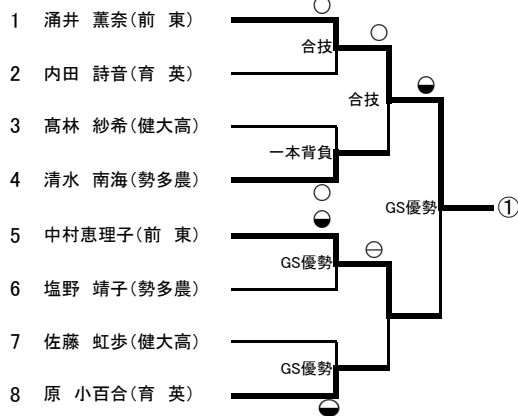 1 涌井 薫奈(前 東)
合技
2 内田 詩音(育 英)
合技
3 髙林 紗希(健大高)
一本背負
4 清水 南海(勢多農)
GS優勢 ①
5 中村恵理子(前 東)
GS優勢
6 塩野 靖子(勢多農)
7 佐藤 虹歩(健大高)
GS優勢
8 原 小百合(育 英)